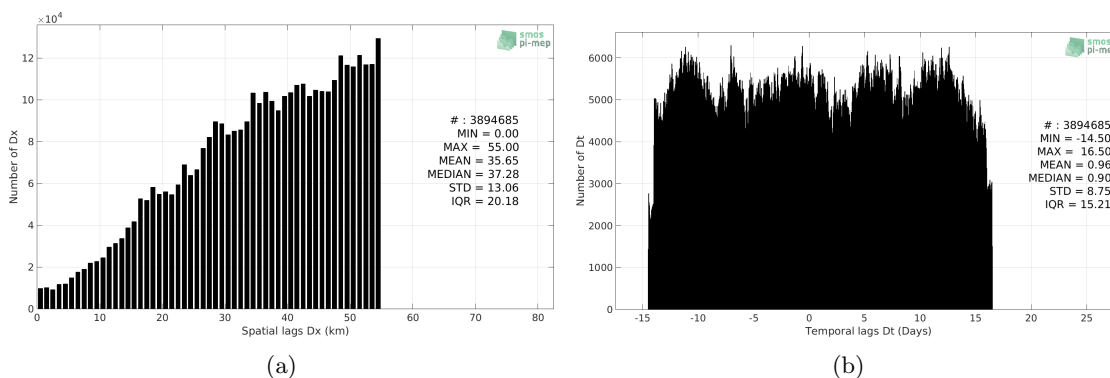 ×10⁴
smos
pi-mep
12
10
8
6
4
2
0
Number of Dx
# : 3894685
MIN = 0.00
MAX = 55.00
MEAN = 35.65
MEDIAN = 37.28
STD = 13.06
IQR = 20.18
0 10 20 30 40 50 60 70 80
Spatial lags Dx (km)
(a)
smos
pi-me
6000
5000
4000
3000
2000
1000
0
Number of Dt
# : 3894685
MIN = -14.50
MAX = 16.50
MEAN = 0.96
MEDIAN = 0.90
STD = 8.75
IQR = 15.21
-15 -10 -5 0 5 10 15 20 25
Temporal lags Dt (Days)
(b)